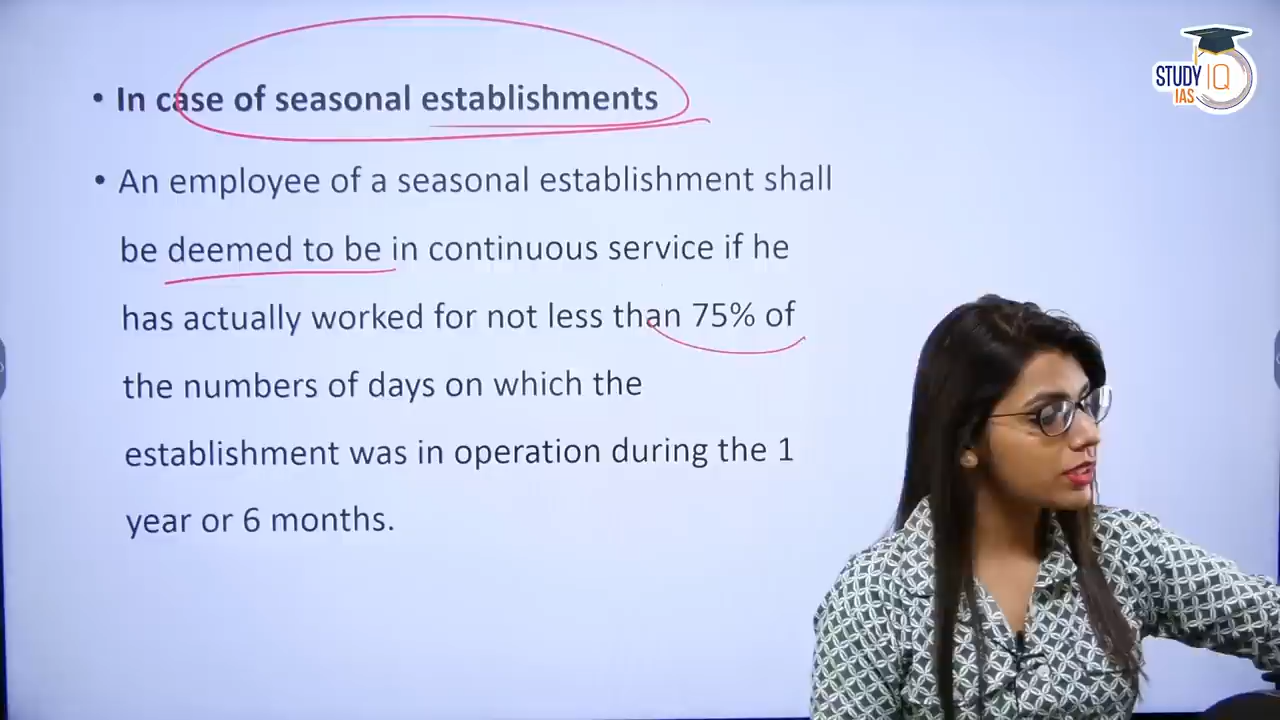 • In case of seasonal establishments
• An employee of a seasonal establishment shall
be deemed to be in continuous service if he
has actually worked for not less than 75% of
the numbers of days on which the
establishment was in operation during the 1
year or 6 months.
STUDY IQ
IAS